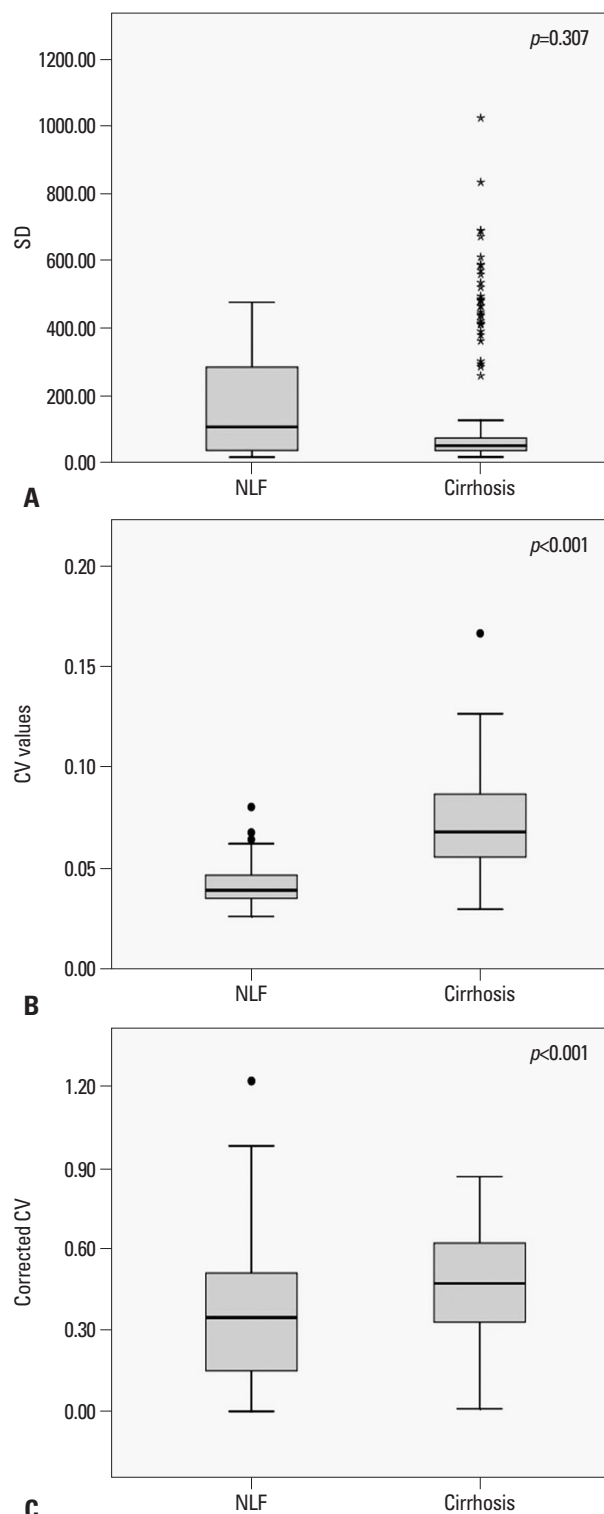 p=0.307
1200.00
1000.00
800.00
600.00
400.00
200.00
0.00
SD
NLF Cirrhosis
A
p<0.001
0.20
0.15
0.10
0.05
0.00
CV values
NLF Cirrhosis
B
p<0.001
1.20
0.90
0.60
0.30
0.00
Corrected CV
NLF Cirrhosis
C